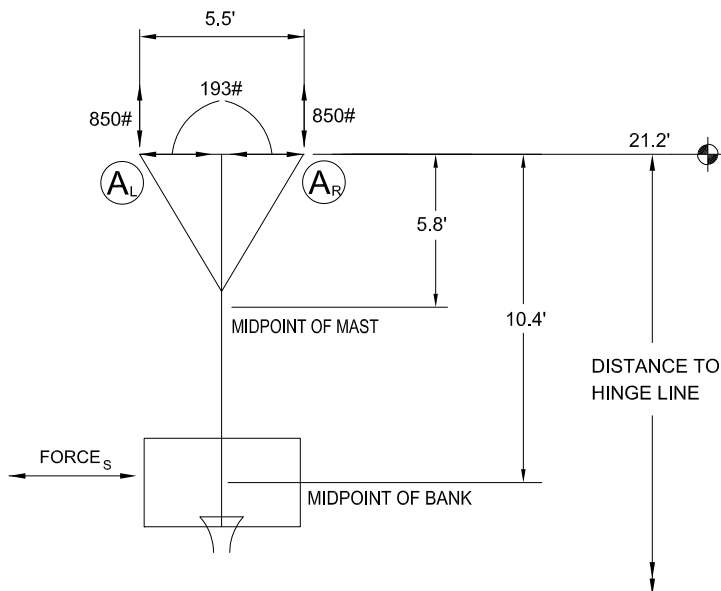 5.5'
193#
850#
850#
21.2'
A L
A R
5.8'
MIDPOINT OF MAST
10.4'
DISTANCE TO
HINGE LINE
FORCE S
MIDPOINT OF BANK